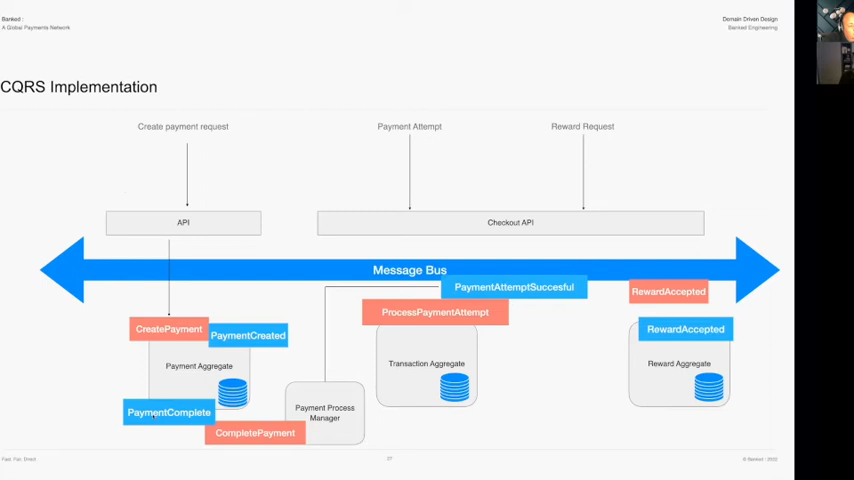 Banked :
A Global Payments Network
Domain Driven Design
Banked Engineering
CQRS Implementation
Create payment request
Payment Attempt
Reward Request
API
Checkout API
Message Bus
PaymentAttemptSuccesful
RewardAccepted
ProcessPaymentAttempt
CreatePayment
PaymentCreated
RewardAccepted
Payment Aggregate
Transaction Aggregate
Reward Aggregate
PaymentComplete
Payment Process
Manager
CompletePayment
Fast. Fair. Direct
27
© Banked : 2022